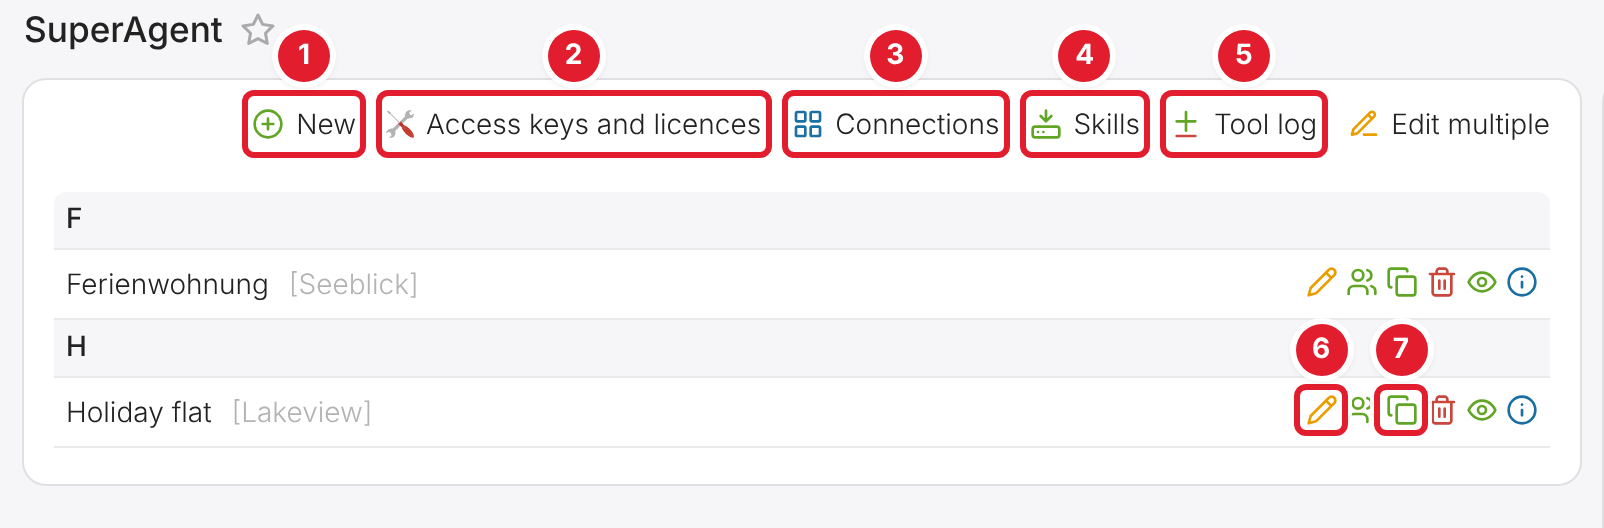 SuperAgent
1 2 3 4 5
New Access keys and licences Connections Skills Tool log Edit multiple
F
Ferienwohnung [Seeblick]
H
6 7
Holiday flat [Lakeview]